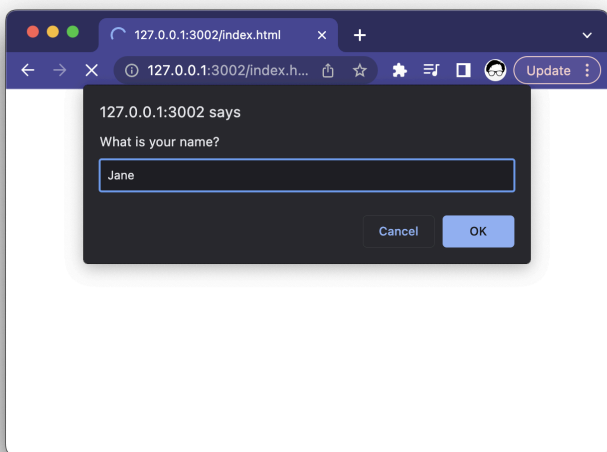 127.0.0.1:3002/index.html
127.0.0.1:3002/index.h...
Update
127.0.0.1:3002 says
What is your name?
Jane
Cancel
OK